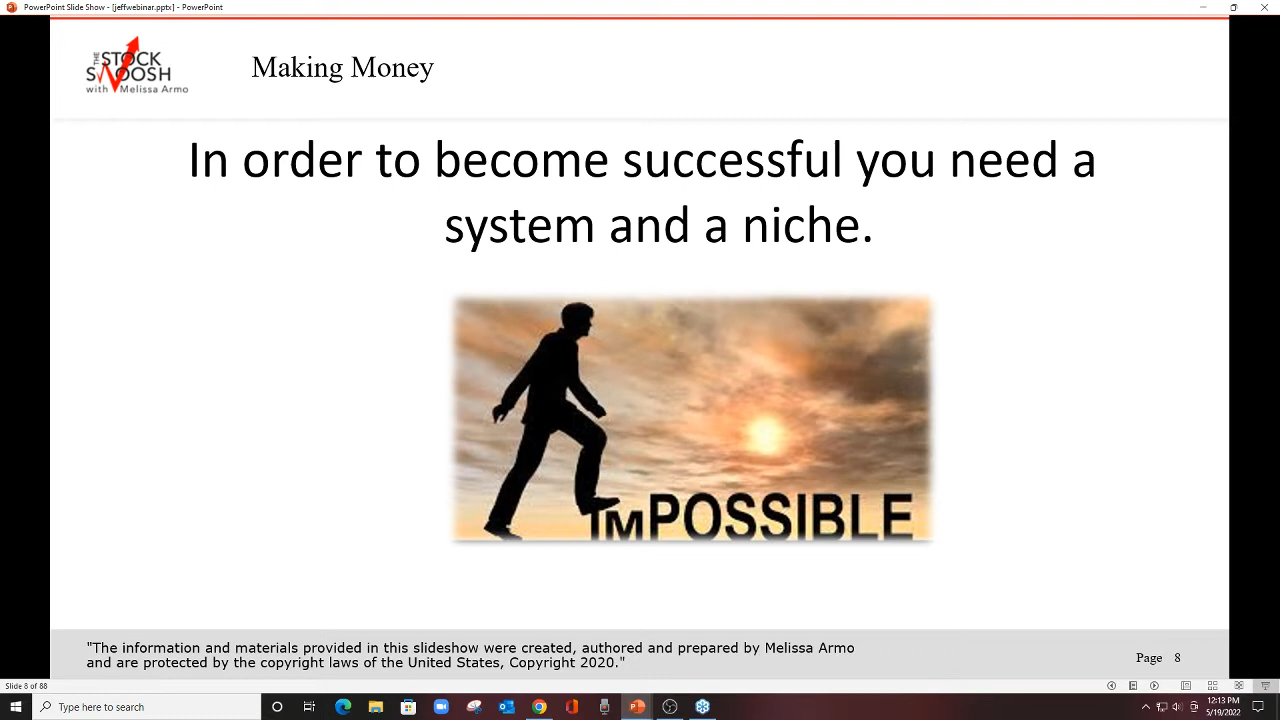 PowerPoint Slide Show - [jeffwebinar.pptx] - PowerPoint
THE
STOCK
SWOOSH
with Melissa Armo
Making Money
In order to become successful you need a
system and a niche.
IMPOSSIBLE
"The information and materials provided in this slideshow were created, authored and prepared by Melissa Armo
and are protected by the copyright laws of the United States, Copyright 2020."
Page 8
Slide 8 of 88
Type here to search
12:13 PM
5/19/2022